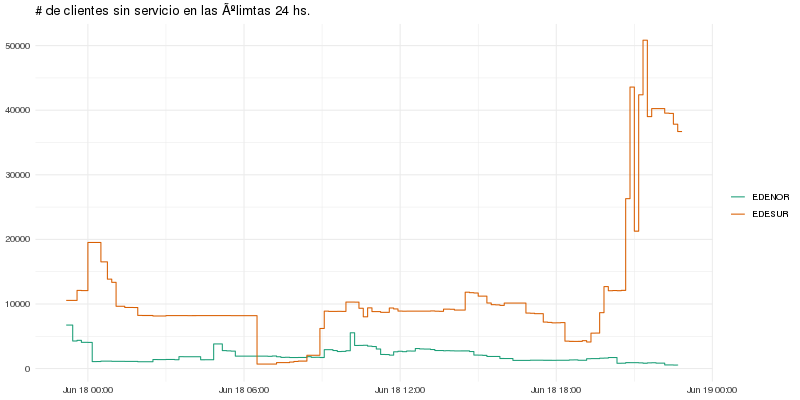 # de clientes sin servicio en las Ãºlimtas 24 hs.
50000
40000
30000
20000
10000
0
EDENOR
EDESUR
Jun 18 00:00
Jun 18 06:00
Jun 18 12:00
Jun 18 18:00
Jun 19 00:00